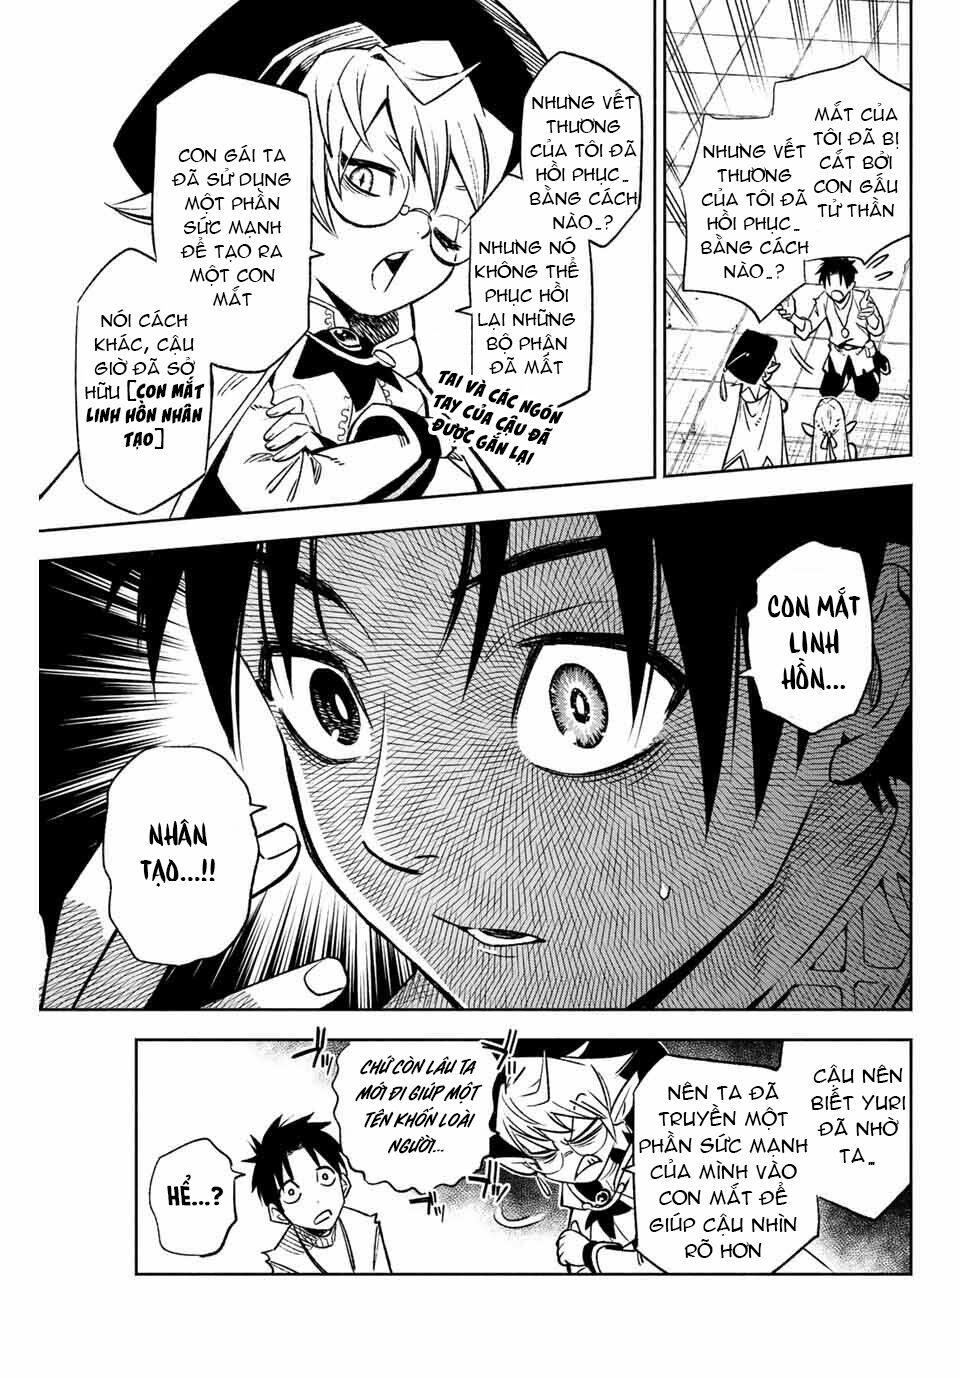 MẮT CỦA
TÔI ĐÃ BỊ
CẮT BỞI
CON GẤU
TỬ THẦN
NHƯNG VẾT
THƯƠNG
CỦA TÔI ĐÃ
HỒI PHỤC_
BẰNG CÁCH
NÀO_?
NHƯNG VẾT
THƯƠNG
CỦA TÔI ĐÃ
HỒI PHỤC_
BẰNG CÁCH
NÀO_?
NHƯNG NÓ
KHÔNG THỂ
PHỤC HỒI
LẠI NHỮNG
BỘ PHẬN
ĐÃ MẤT
TAI VÀ CÁC NGÓN
TAY CỦA CẬU ĐÃ
ĐƯỢC GẮN LẠI
CON GÁI TA
ĐÃ SỬ DỤNG
MỘT PHẦN
SỨC MẠNH
ĐỂ TẠO RA
MỘT CON
MẮT
NÓI CÁCH
KHÁC, CẬU
GIỜ ĐÃ SỞ
HỮU [CON MẮT
LINH HỒN NHÂN
TẠO]
CON MẮT
LINH
HỒN...
NHÂN
TẠO...!!
CẬU NÊN
BIẾT YURI
ĐÃ NHỜ
TA_
NÊN TA ĐÃ
TRUYỀN MỘT
PHẦN SỨC MẠNH
CỦA MÌNH VÀO
CON MẮT ĐỂ
GIÚP CẬU NHÌN
RÕ HƠN
CHỨ CÒN LÂU TA
MỚI ĐI GIÚP MỘT
TÊN KHỐN LOÀI
NGƯỜI...
HỂ...?